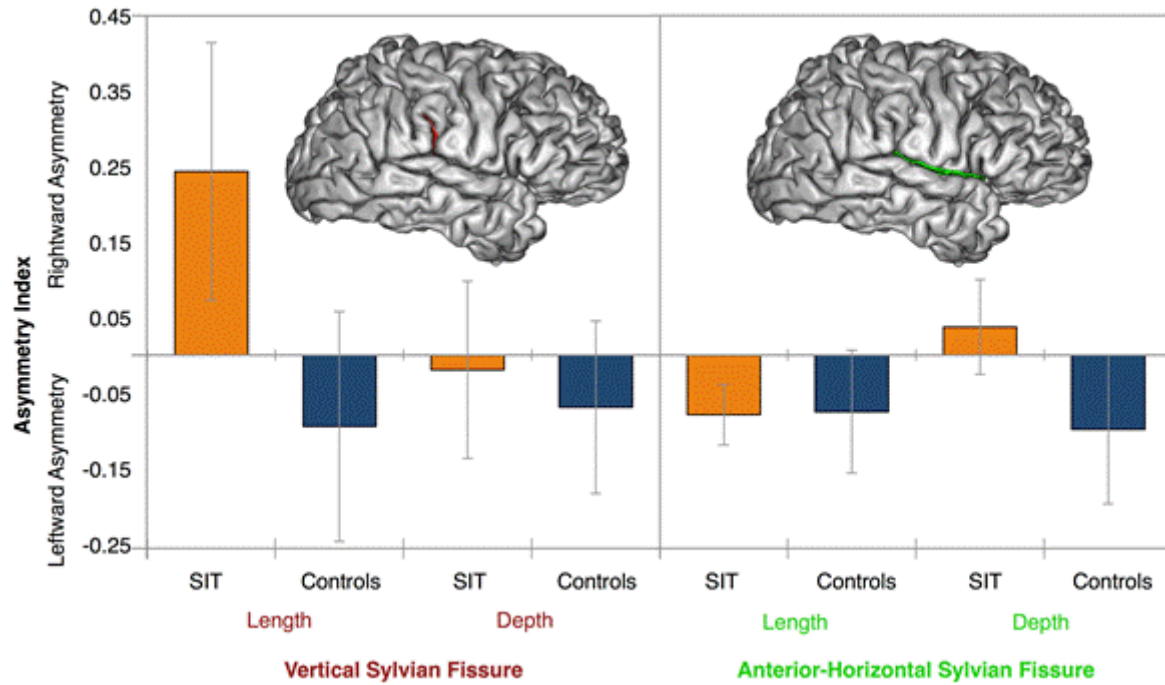 Asymmetry Index
Rightward Asymmetry
Leftward Asymmetry
0.45
0.35
0.25
0.15
0.05
-0.05
-0.15
-0.25
SIT Controls SIT Controls SIT Controls SIT Controls
Length Depth Length Depth
Vertical Sylvian Fissure Anterior-Horizontal Sylvian Fissure